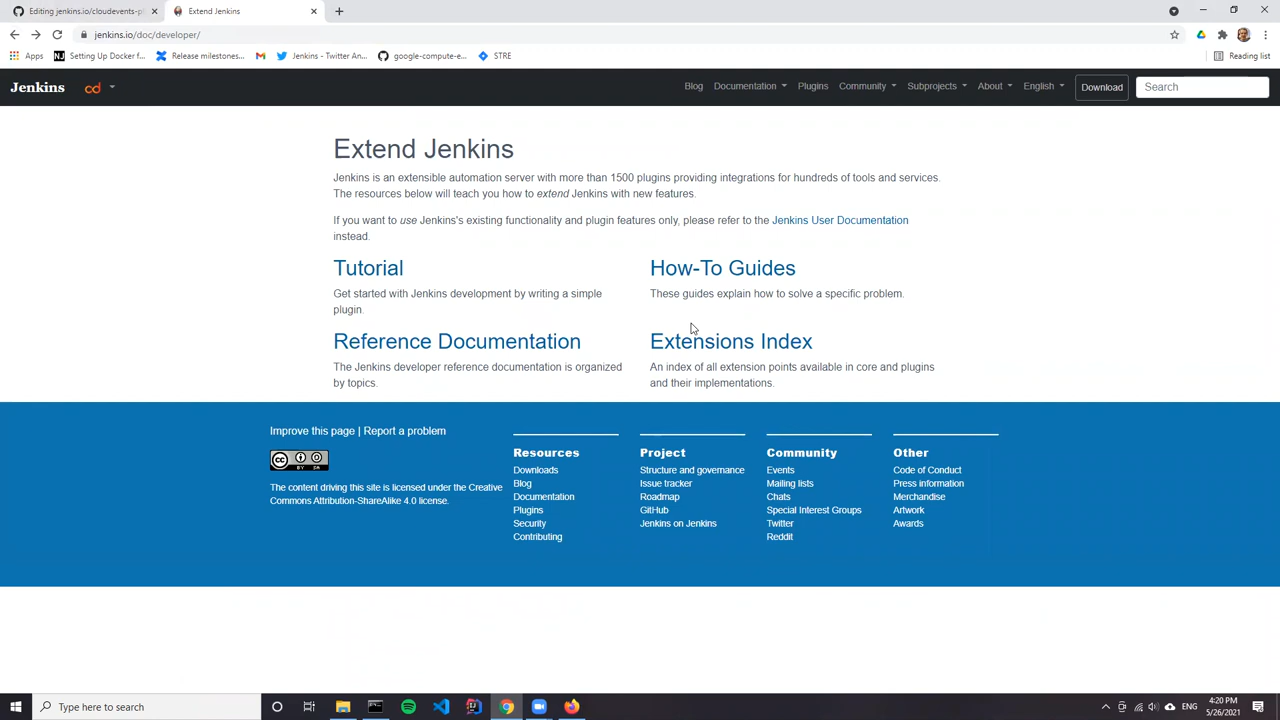 Editing jenkins.io/cloudevents-pl
Extend Jenkins
jenkins.io/doc/developer/
Apps
Setting Up Docker f...
Release milestones...
Jenkins - Twitter An...
google-compute-e...
STRE
Reading list
Jenkins
cd
Blog
Documentation
Plugins
Community
Subprojects
About
English
Download
Search
Extend Jenkins
Jenkins is an extensible automation server with more than 1500 plugins providing integrations for hundreds of tools and services.
The resources below will teach you how to extend Jenkins with new features.
If you want to use Jenkins's existing functionality and plugin features only, please refer to the Jenkins User Documentation
instead.
Tutorial
Get started with Jenkins development by writing a simple
plugin.
How-To Guides
These guides explain how to solve a specific problem.
Reference Documentation
The Jenkins developer reference documentation is organized
by topics.
Extensions Index
An index of all extension points available in core and plugins
and their implementations.
Improve this page | Report a problem
CC BY SA
The content driving this site is licensed under the Creative
Commons Attribution-ShareAlike 4.0 license.
Resources
Downloads
Blog
Documentation
Plugins
Security
Contributing
Project
Structure and governance
Issue tracker
Roadmap
GitHub
Jenkins on Jenkins
Community
Events
Mailing lists
Chats
Special Interest Groups
Twitter
Reddit
Other
Code of Conduct
Press information
Merchandise
Artwork
Awards
Type here to search
ENG
4:20 PM
5/26/2021